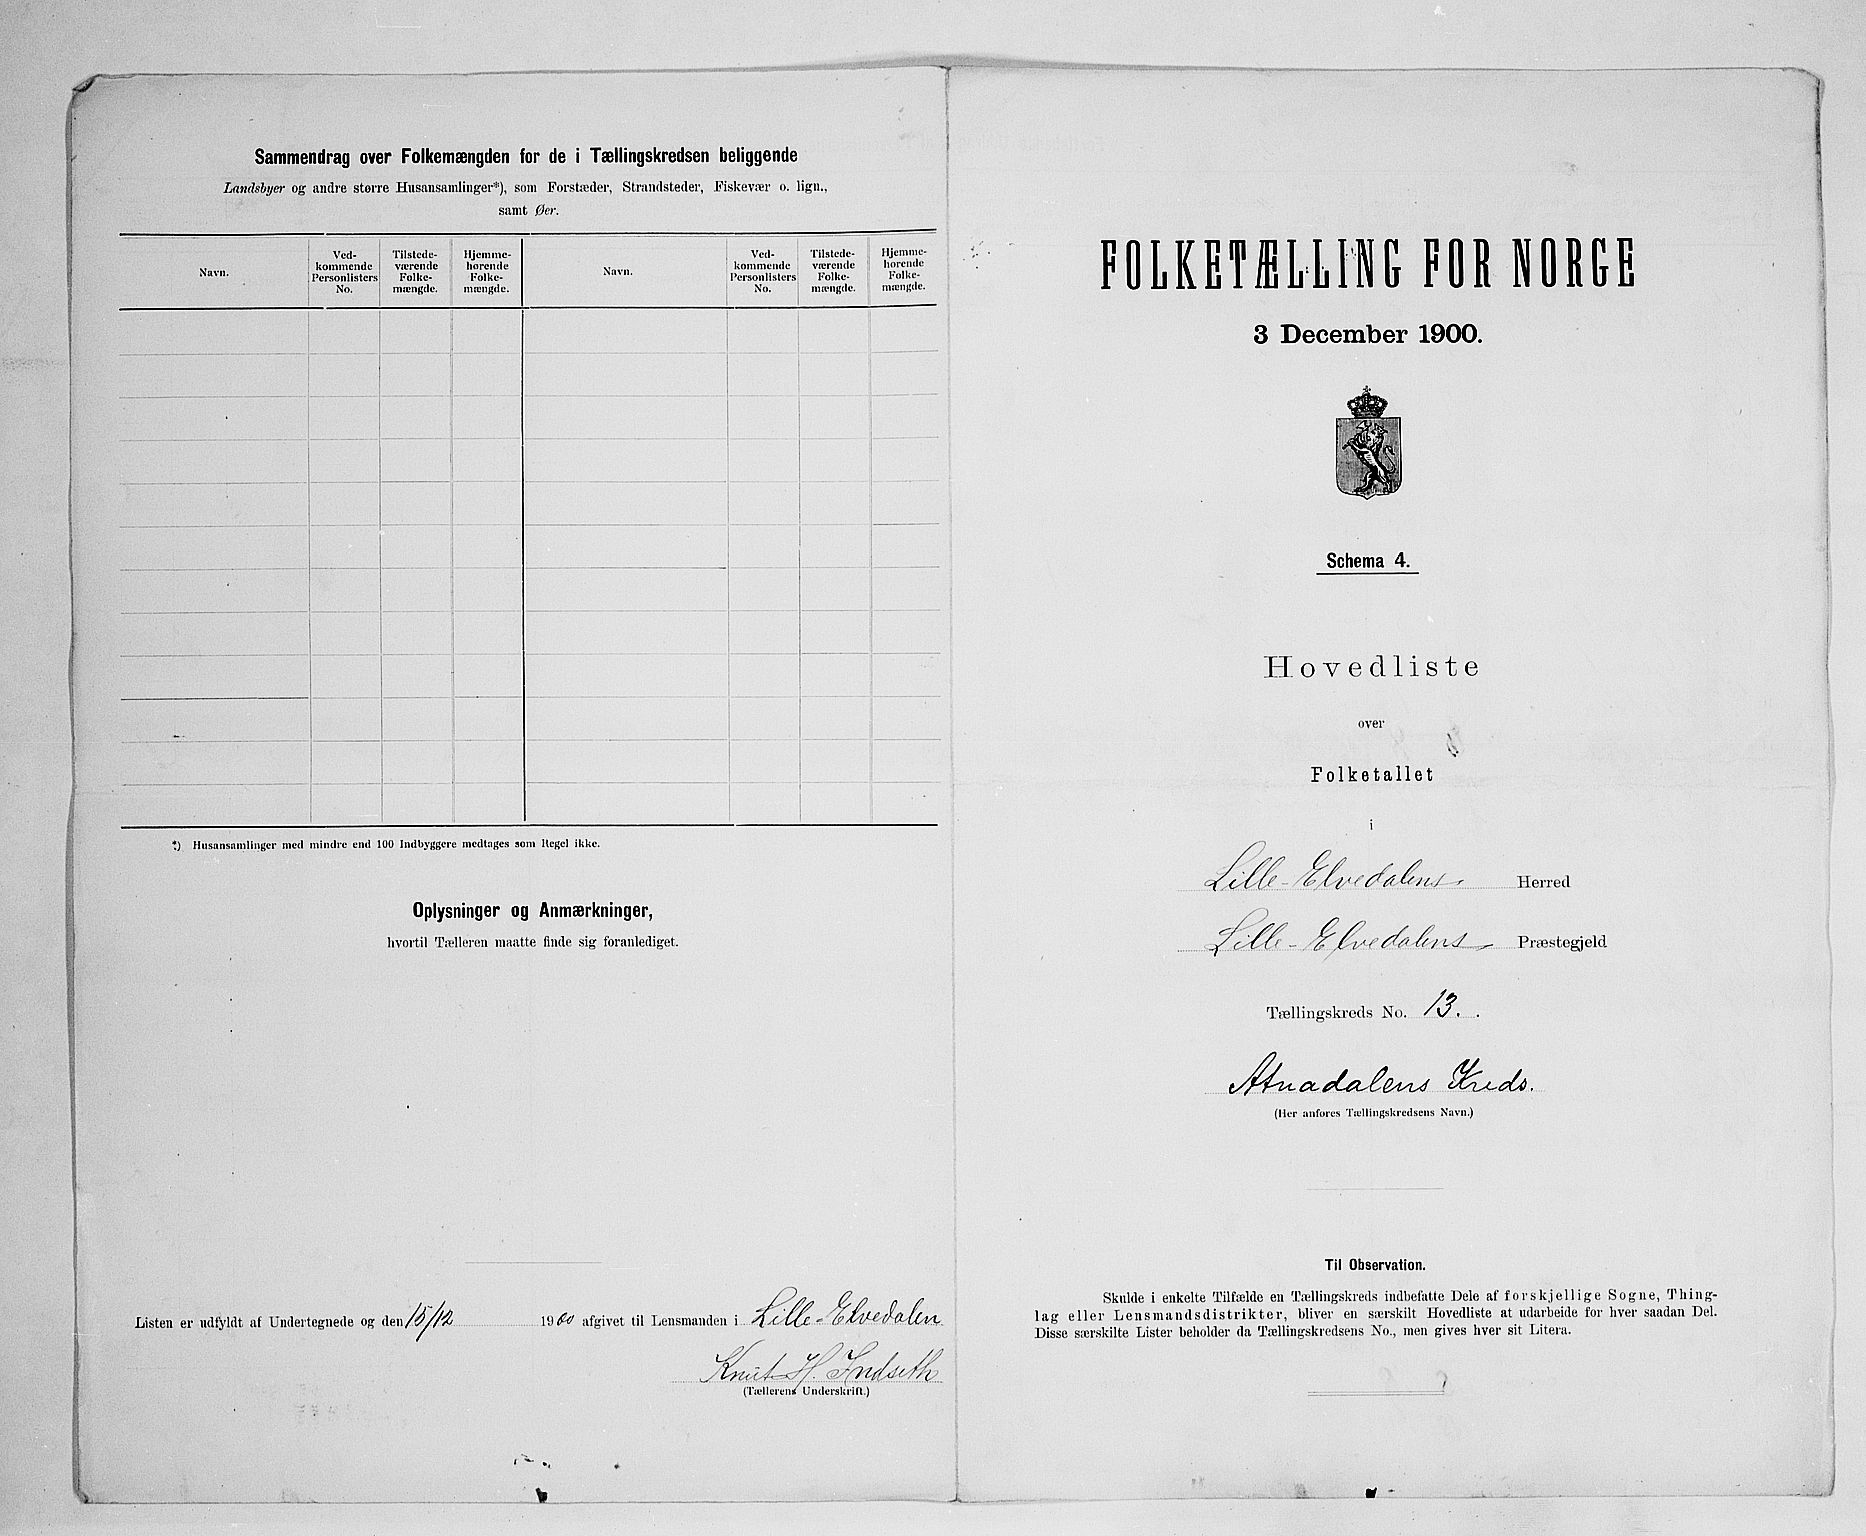 Sammendrag over Folkemængden for de i Tællingskredsen beliggende
Landsbyer og andre større Husansamlinger*), som Forstæder, Strandsteder, Fiskevær o. lign.,
samt Øer.
Navn.
Ved-
kommende
Personlisters
No.
Tilstede-
værende
Folke-
mængde.
Hjemme-
hørende
Folke-
mængde.
Navn.
Ved-
kommende
Personlisters
No.
Tilstede-
værende
Folke-
mængde.
Hjemme-
hørende
Folke-
mængde.
*) Husansamlinger med mindre end 100 Indbyggere medtages som Regel ikke.
Oplysninger og Anmærkninger,
hvortil Tælleren maatte finde sig foranlediget.
Listen er udfyldt af Undertegnede og den 15/12 1900 afgivet til Lensmanden i Lille-Elvedalen
Knut H. Indseth
(Tællerens Underskrift.)
FOLKETÆLLING FOR NORGE
3 December 1900.
Schema 4.
Hovedliste
over
Folketallet
i
Lille-Elvedalens Herred
Lille-Elvedalens Præstegjeld
Tællingskreds No. 13.
Atnadalens Kreds.
(Her anføres Tællingskredsens Navn.)
Til Observation.
Skulde i enkelte Tilfælde en Tællingskreds indbefatte Dele af forskjellige Sogne, Thing-
lag eller Lensmandsdistrikter, bliver en særskilt Hovedliste at udarbeide for hver saadan Del.
Disse særskilte Lister beholder da Tællingskredsens No., men gives hver sit Litera.